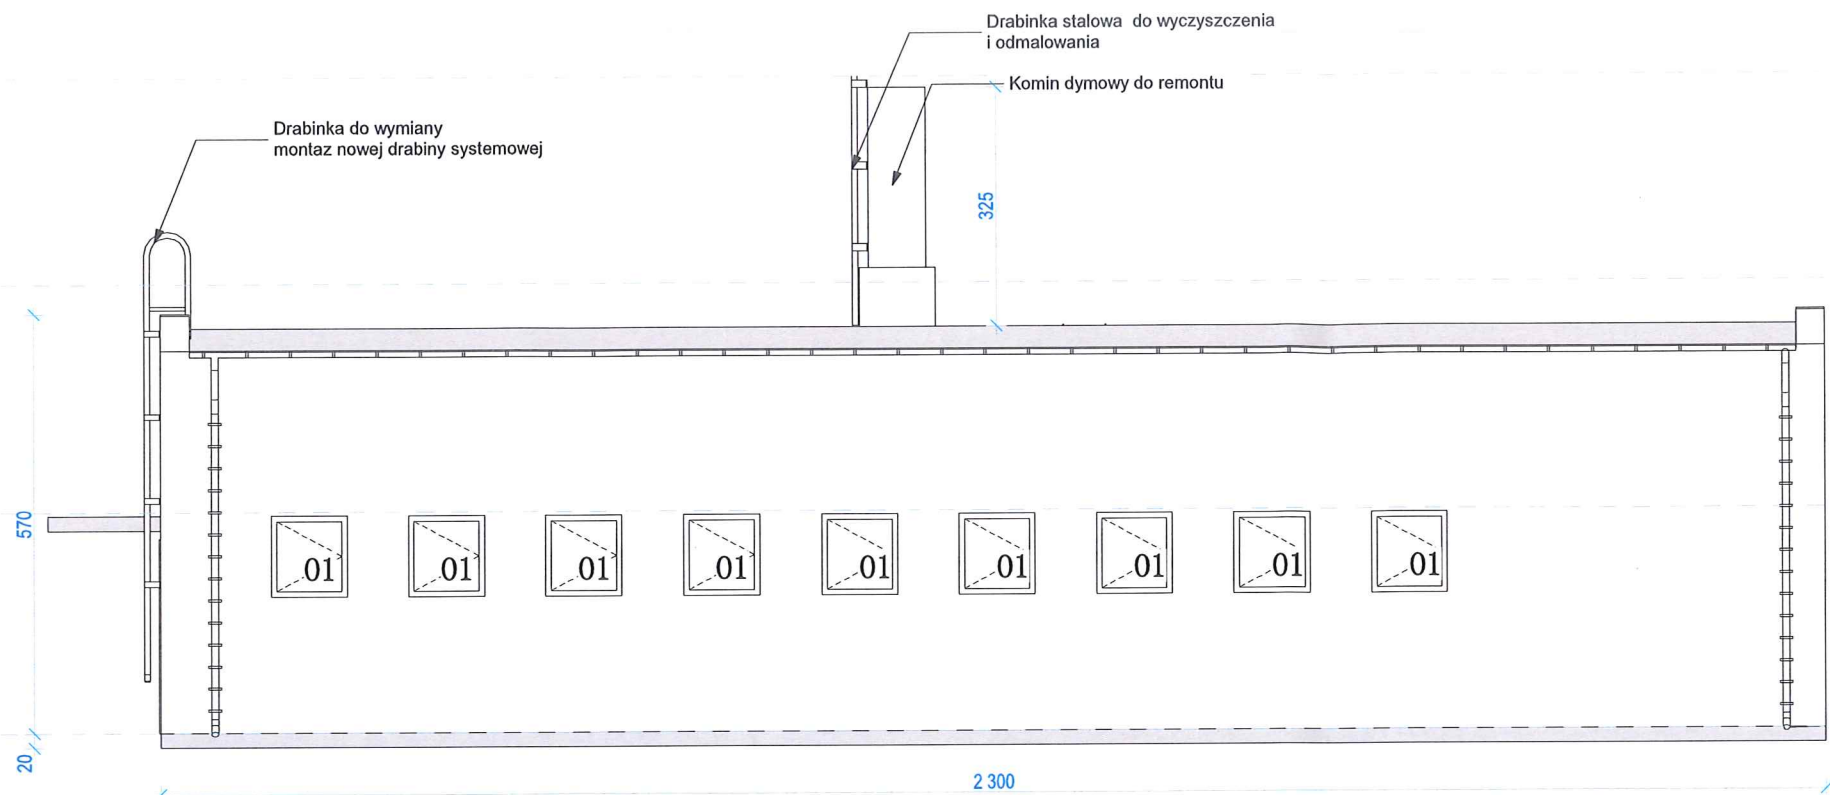 Drabinka stalowa do wyczyszczenia
i odmalowania
Komin dymowy do remontu
Drabinka do wymiany
montaz nowej drabiny systemowej
325
570
01 01 01 01 01 01 01 01 01
20
2 300